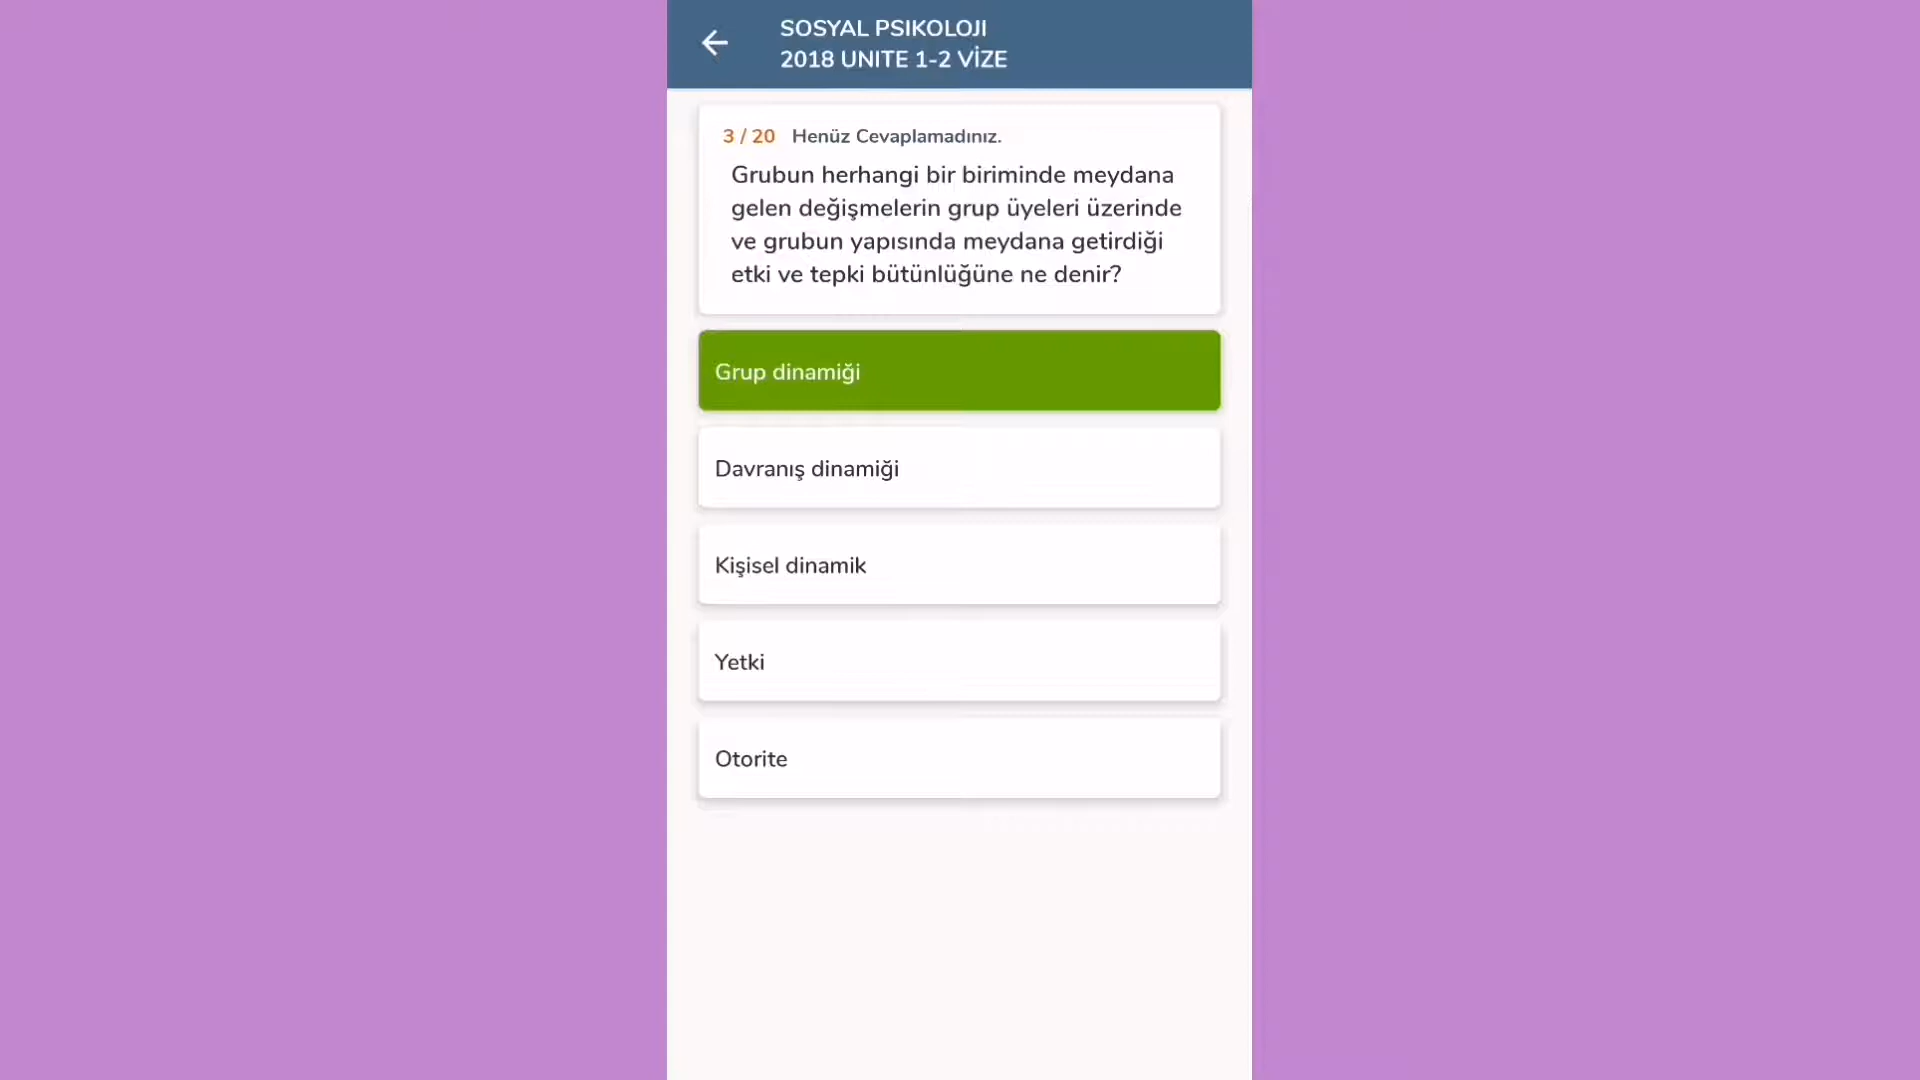 SOSYAL PSIKOLOJI
2018 UNITE 1-2 VİZE
3 / 20 Henüz Cevaplamadınız.
Grubun herhangi bir biriminde meydana
gelen değişmelerin grup üyeleri üzerinde
ve grubun yapısında meydana getirdiği
etki ve tepki bütünlüğüne ne denir?
Grup dinamiği
Davranış dinamiği
Kişisel dinamik
Yetki
Otorite